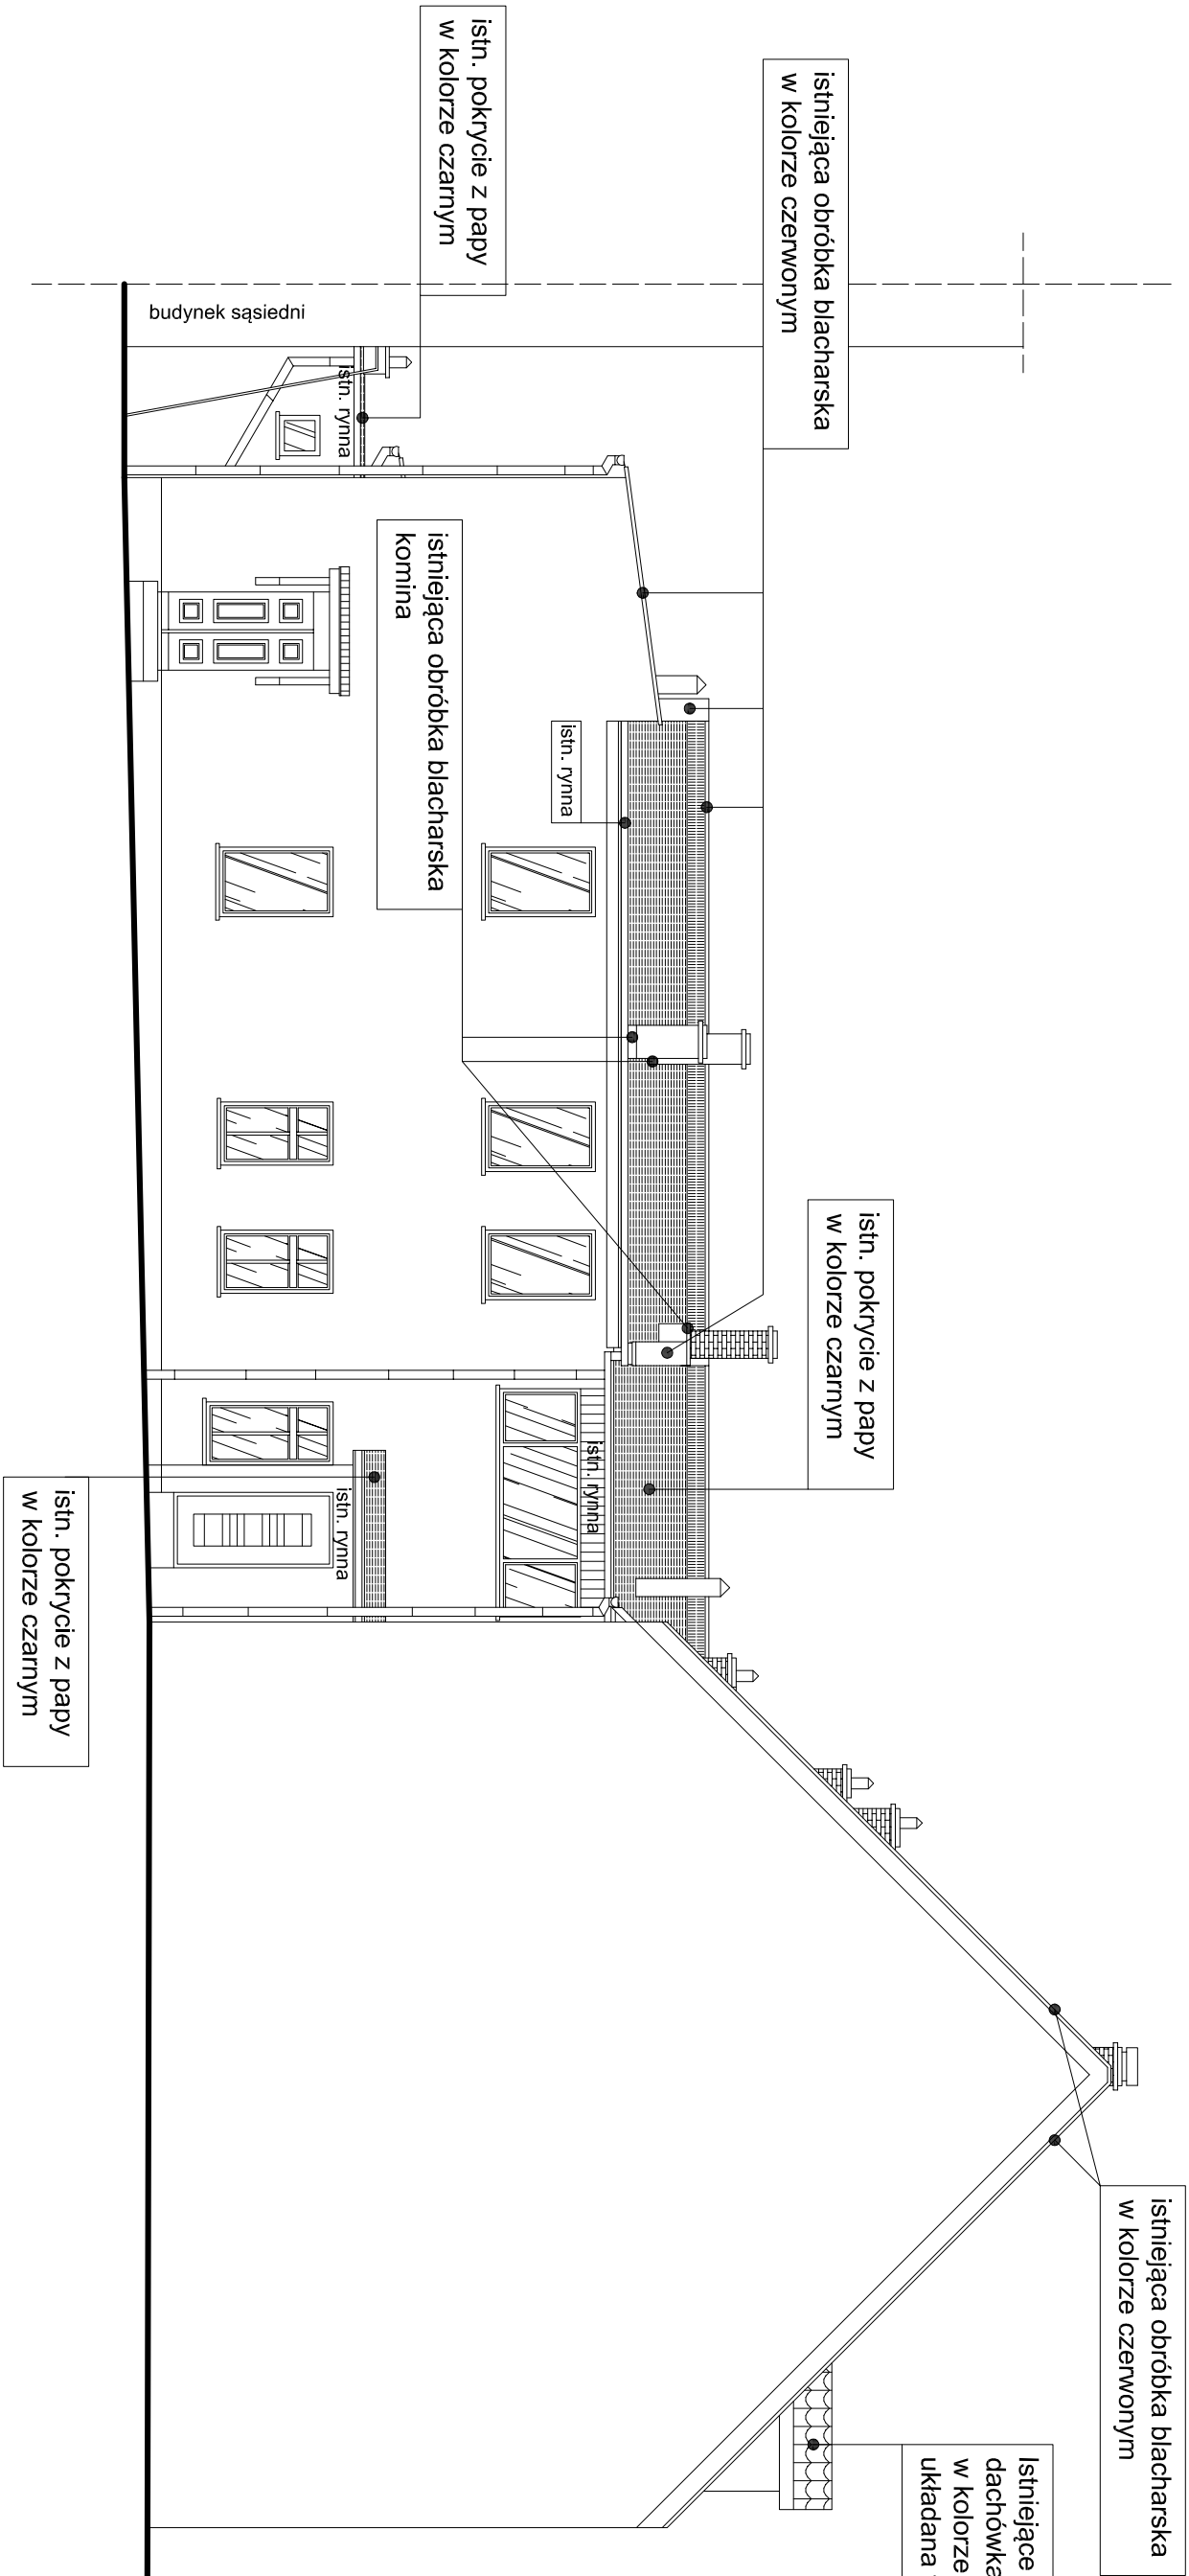 istn. pokrycie z papy
w kolorze czarnym
istniejąca obróbka blacharska
w kolorze czerwonym
budynek sąsiedni
istn. rynna
istniejąca obróbka blacharska
komina
istn. rynna
istn. pokrycie z papy
w kolorze czarnym
istn. rynna
istn. rynna
istn. pokrycie z papy
w kolorze czarnym
istniejąca obróbka blacharska
w kolorze czerwonym
Istniejące
dachówka
w kolorze
układana